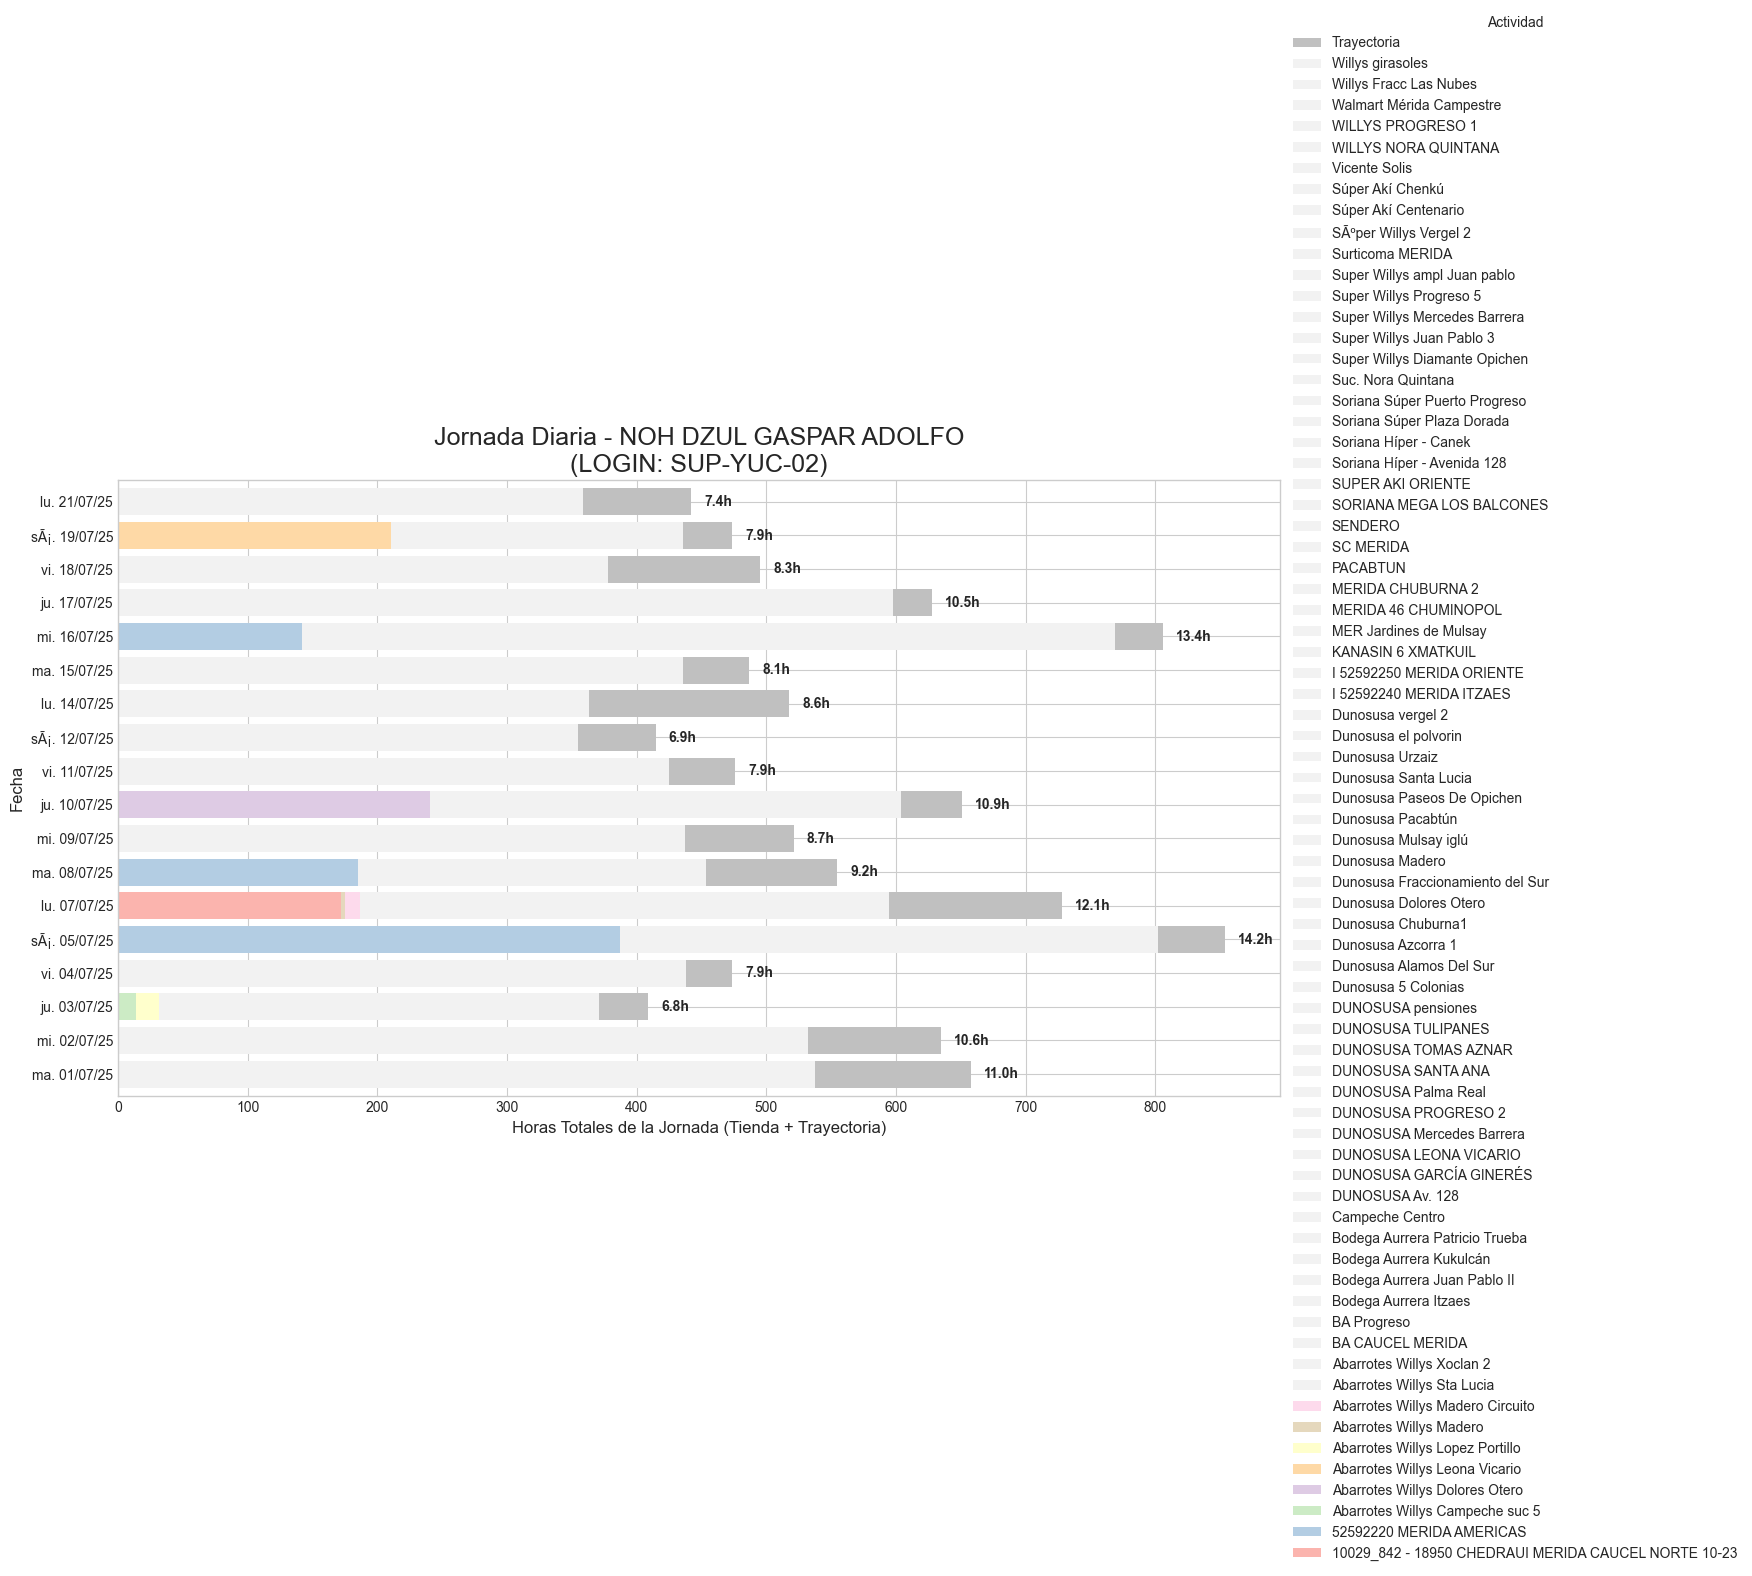 Actividad
Trayectoria
Willys girasoles
Willys Fracc Las Nubes
Walmart Mérida Campestre
WILLYS PROGRESO 1
WILLYS NORA QUINTANA
Vicente Solis
Súper Akí Chenkú
Súper Akí Centenario
SÃºper Willys Vergel 2
Surticoma MERIDA
Super Willys ampl Juan pablo
Super Willys Progreso 5
Super Willys Mercedes Barrera
Super Willys Juan Pablo 3
Super Willys Diamante Opichen
Suc. Nora Quintana
Soriana Súper Puerto Progreso
Soriana Súper Plaza Dorada
Soriana Híper - Canek
Soriana Híper - Avenida 128
SUPER AKI ORIENTE
SORIANA MEGA LOS BALCONES
SENDERO
SC MERIDA
PACABTUN
MERIDA CHUBURNA 2
MERIDA 46 CHUMINOPOL
MER Jardines de Mulsay
KANASIN 6 XMATKUIL
I 52592250 MERIDA ORIENTE
I 52592240 MERIDA ITZAES
Dunosusa vergel 2
Dunosusa el polvorin
Dunosusa Urzaiz
Dunosusa Santa Lucia
Dunosusa Paseos De Opichen
Dunosusa Pacabtún
Dunosusa Mulsay iglú
Dunosusa Madero
Dunosusa Fraccionamiento del Sur
Dunosusa Dolores Otero
Dunosusa Chuburna1
Dunosusa Azcorra 1
Dunosusa Alamos Del Sur
Dunosusa 5 Colonias
DUNOSUSA pensiones
DUNOSUSA TULIPANES
DUNOSUSA TOMAS AZNAR
DUNOSUSA SANTA ANA
DUNOSUSA Palma Real
DUNOSUSA PROGRESO 2
DUNOSUSA Mercedes Barrera
DUNOSUSA LEONA VICARIO
DUNOSUSA GARCÍA GINERÉS
DUNOSUSA Av. 128
Campeche Centro
Bodega Aurrera Patricio Trueba
Bodega Aurrera Kukulcán
Bodega Aurrera Juan Pablo II
Bodega Aurrera Itzaes
BA Progreso
BA CAUCEL MERIDA
Abarrotes Willys Xoclan 2
Abarrotes Willys Sta Lucia
Abarrotes Willys Madero Circuito
Abarrotes Willys Madero
Abarrotes Willys Lopez Portillo
Abarrotes Willys Leona Vicario
Abarrotes Willys Dolores Otero
Abarrotes Willys Campeche suc 5
52592220 MERIDA AMERICAS
10029_842 - 18950 CHEDRAUI MERIDA CAUCEL NORTE 10-23
Jornada Diaria - NOH DZUL GASPAR ADOLFO
(LOGIN: SUP-YUC-02)
Fecha
lu. 21/07/25 7.4h
sÃ¡. 19/07/25 7.9h
vi. 18/07/25 8.3h
ju. 17/07/25 10.5h
mi. 16/07/25 13.4h
ma. 15/07/25 8.1h
lu. 14/07/25 8.6h
sÃ¡. 12/07/25 6.9h
vi. 11/07/25 7.9h
ju. 10/07/25 10.9h
mi. 09/07/25 8.7h
ma. 08/07/25 9.2h
lu. 07/07/25 12.1h
sÃ¡. 05/07/25 14.2h
vi. 04/07/25 7.9h
ju. 03/07/25 6.8h
mi. 02/07/25 10.6h
ma. 01/07/25 11.0h
0 100 200 300 400 500 600 700 800
Horas Totales de la Jornada (Tienda + Trayectoria)